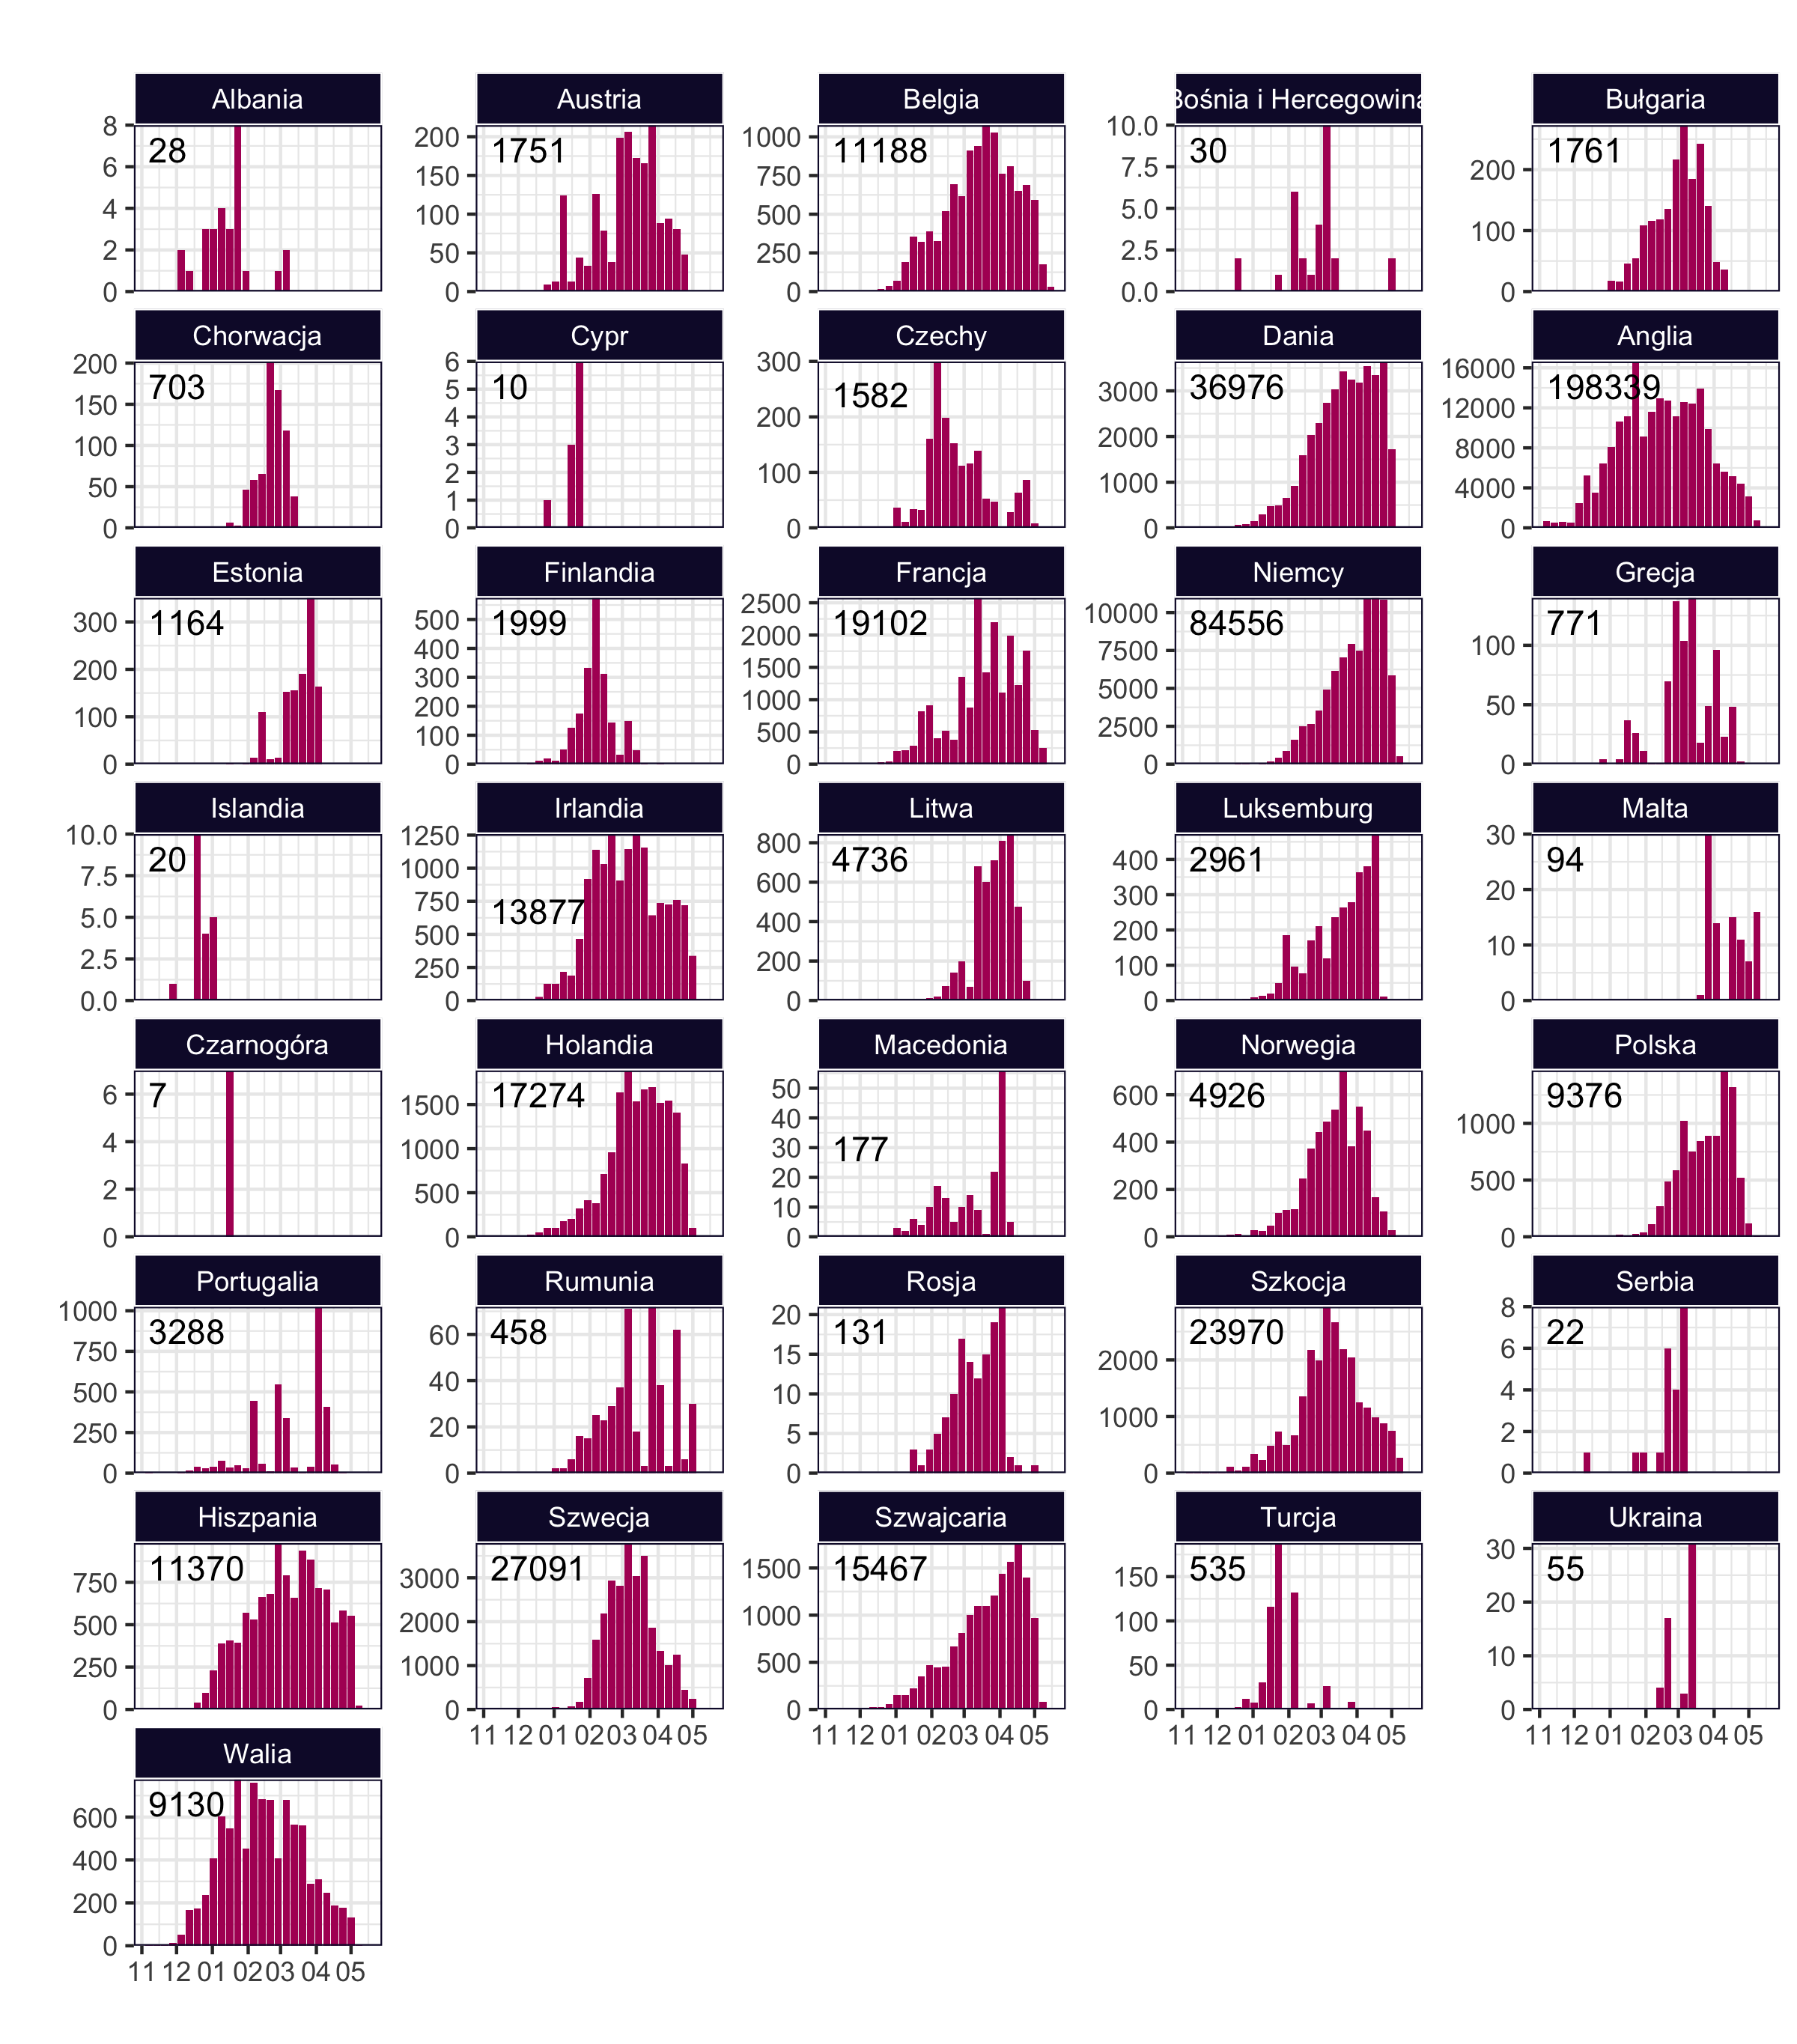 Albania Austria Belgia Bośnia i Hercegowina Bułgaria
8 6 4 2 0 28
200 150 100 50 0 1751
1000 750 500 250 0 11188
10.0 7.5 5.0 2.5 0.0 30
200 100 0 1761
Chorwacja Cypr Czechy Dania Anglia
200 150 100 50 0 703
6 5 4 3 2 1 0 10
300 200 100 0 1582
3000 2000 1000 0 36976
16000 12000 8000 4000 0 198339
Estonia Finlandia Francja Niemcy Grecja
300 200 100 0 1164
500 400 300 200 100 0 1999
2500 2000 1500 1000 500 0 19102
10000 7500 5000 2500 0 84556
100 50 0 771
Islandia Irlandia Litwa Luksemburg Malta
10.0 7.5 5.0 2.5 0.0 20
1250 1000 750 500 250 0 13877
800 600 400 200 0 4736
400 300 200 100 0 2961
30 20 10 0 94
Czarnogóra Holandia Macedonia Norwegia Polska
6 4 2 0 7
1500 1000 500 0 17274
50 40 30 20 10 0 177
600 400 200 0 4926
1000 500 0 9376
Portugalia Rumunia Rosja Szkocja Serbia
1000 750 500 250 0 3288
60 40 20 0 458
20 15 10 5 0 131
2000 1000 0 23970
8 6 4 2 0 22
Hiszpania Szwecja Szwajcaria Turcja Ukraina
750 500 250 0 11370
3000 2000 1000 0 27091
1500 1000 500 0 15467
150 100 50 0 535
30 20 10 0 55
11 12 01 02 03 04 05
11 12 01 02 03 04 05
11 12 01 02 03 04 05
11 12 01 02 03 04 05
Walia
600 400 200 0 9130
11 12 01 02 03 04 05